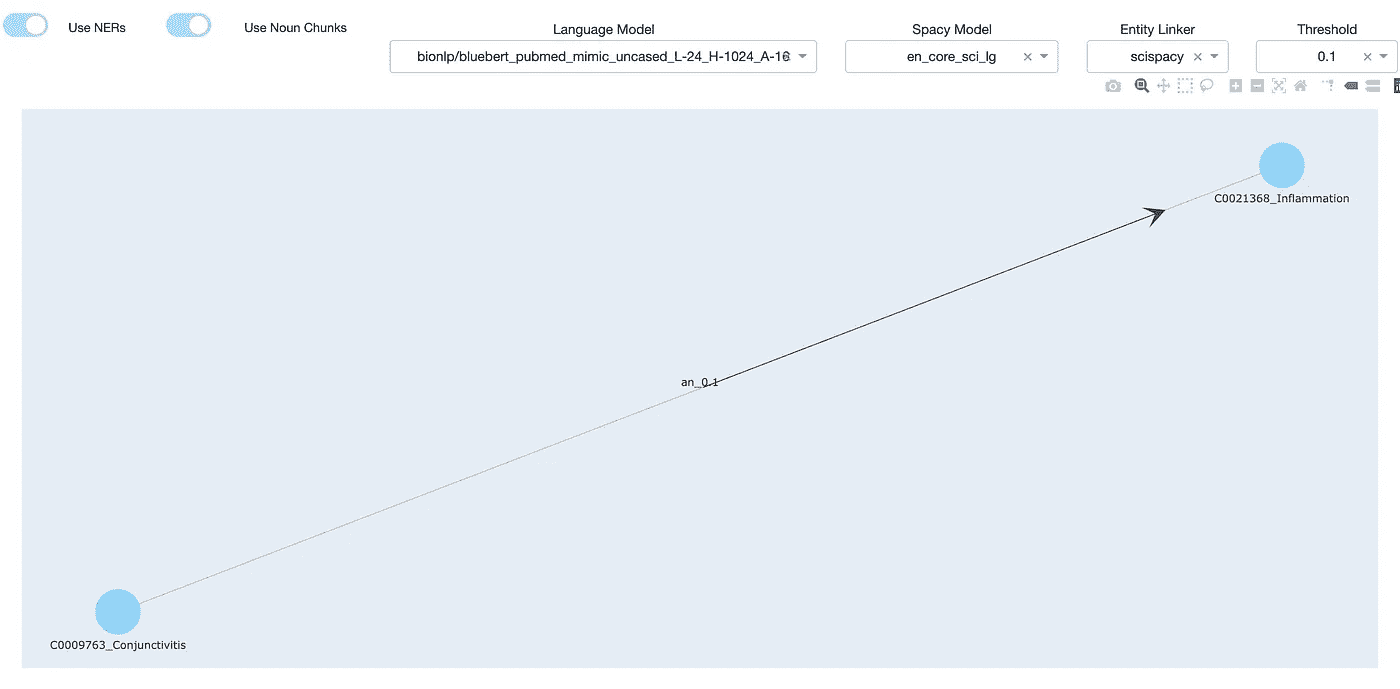 Use NERs
Use Noun Chunks
Language Model
Spacy Model
Entity Linker
Threshold
bionlp/bluebert_pubmed_mimic_uncased_L-24_H-1024_A-16
en_core_sci_lg
scispacy
0.1
C0021368_Inflammation
an_0.1
C0009763_Conjunctivitis